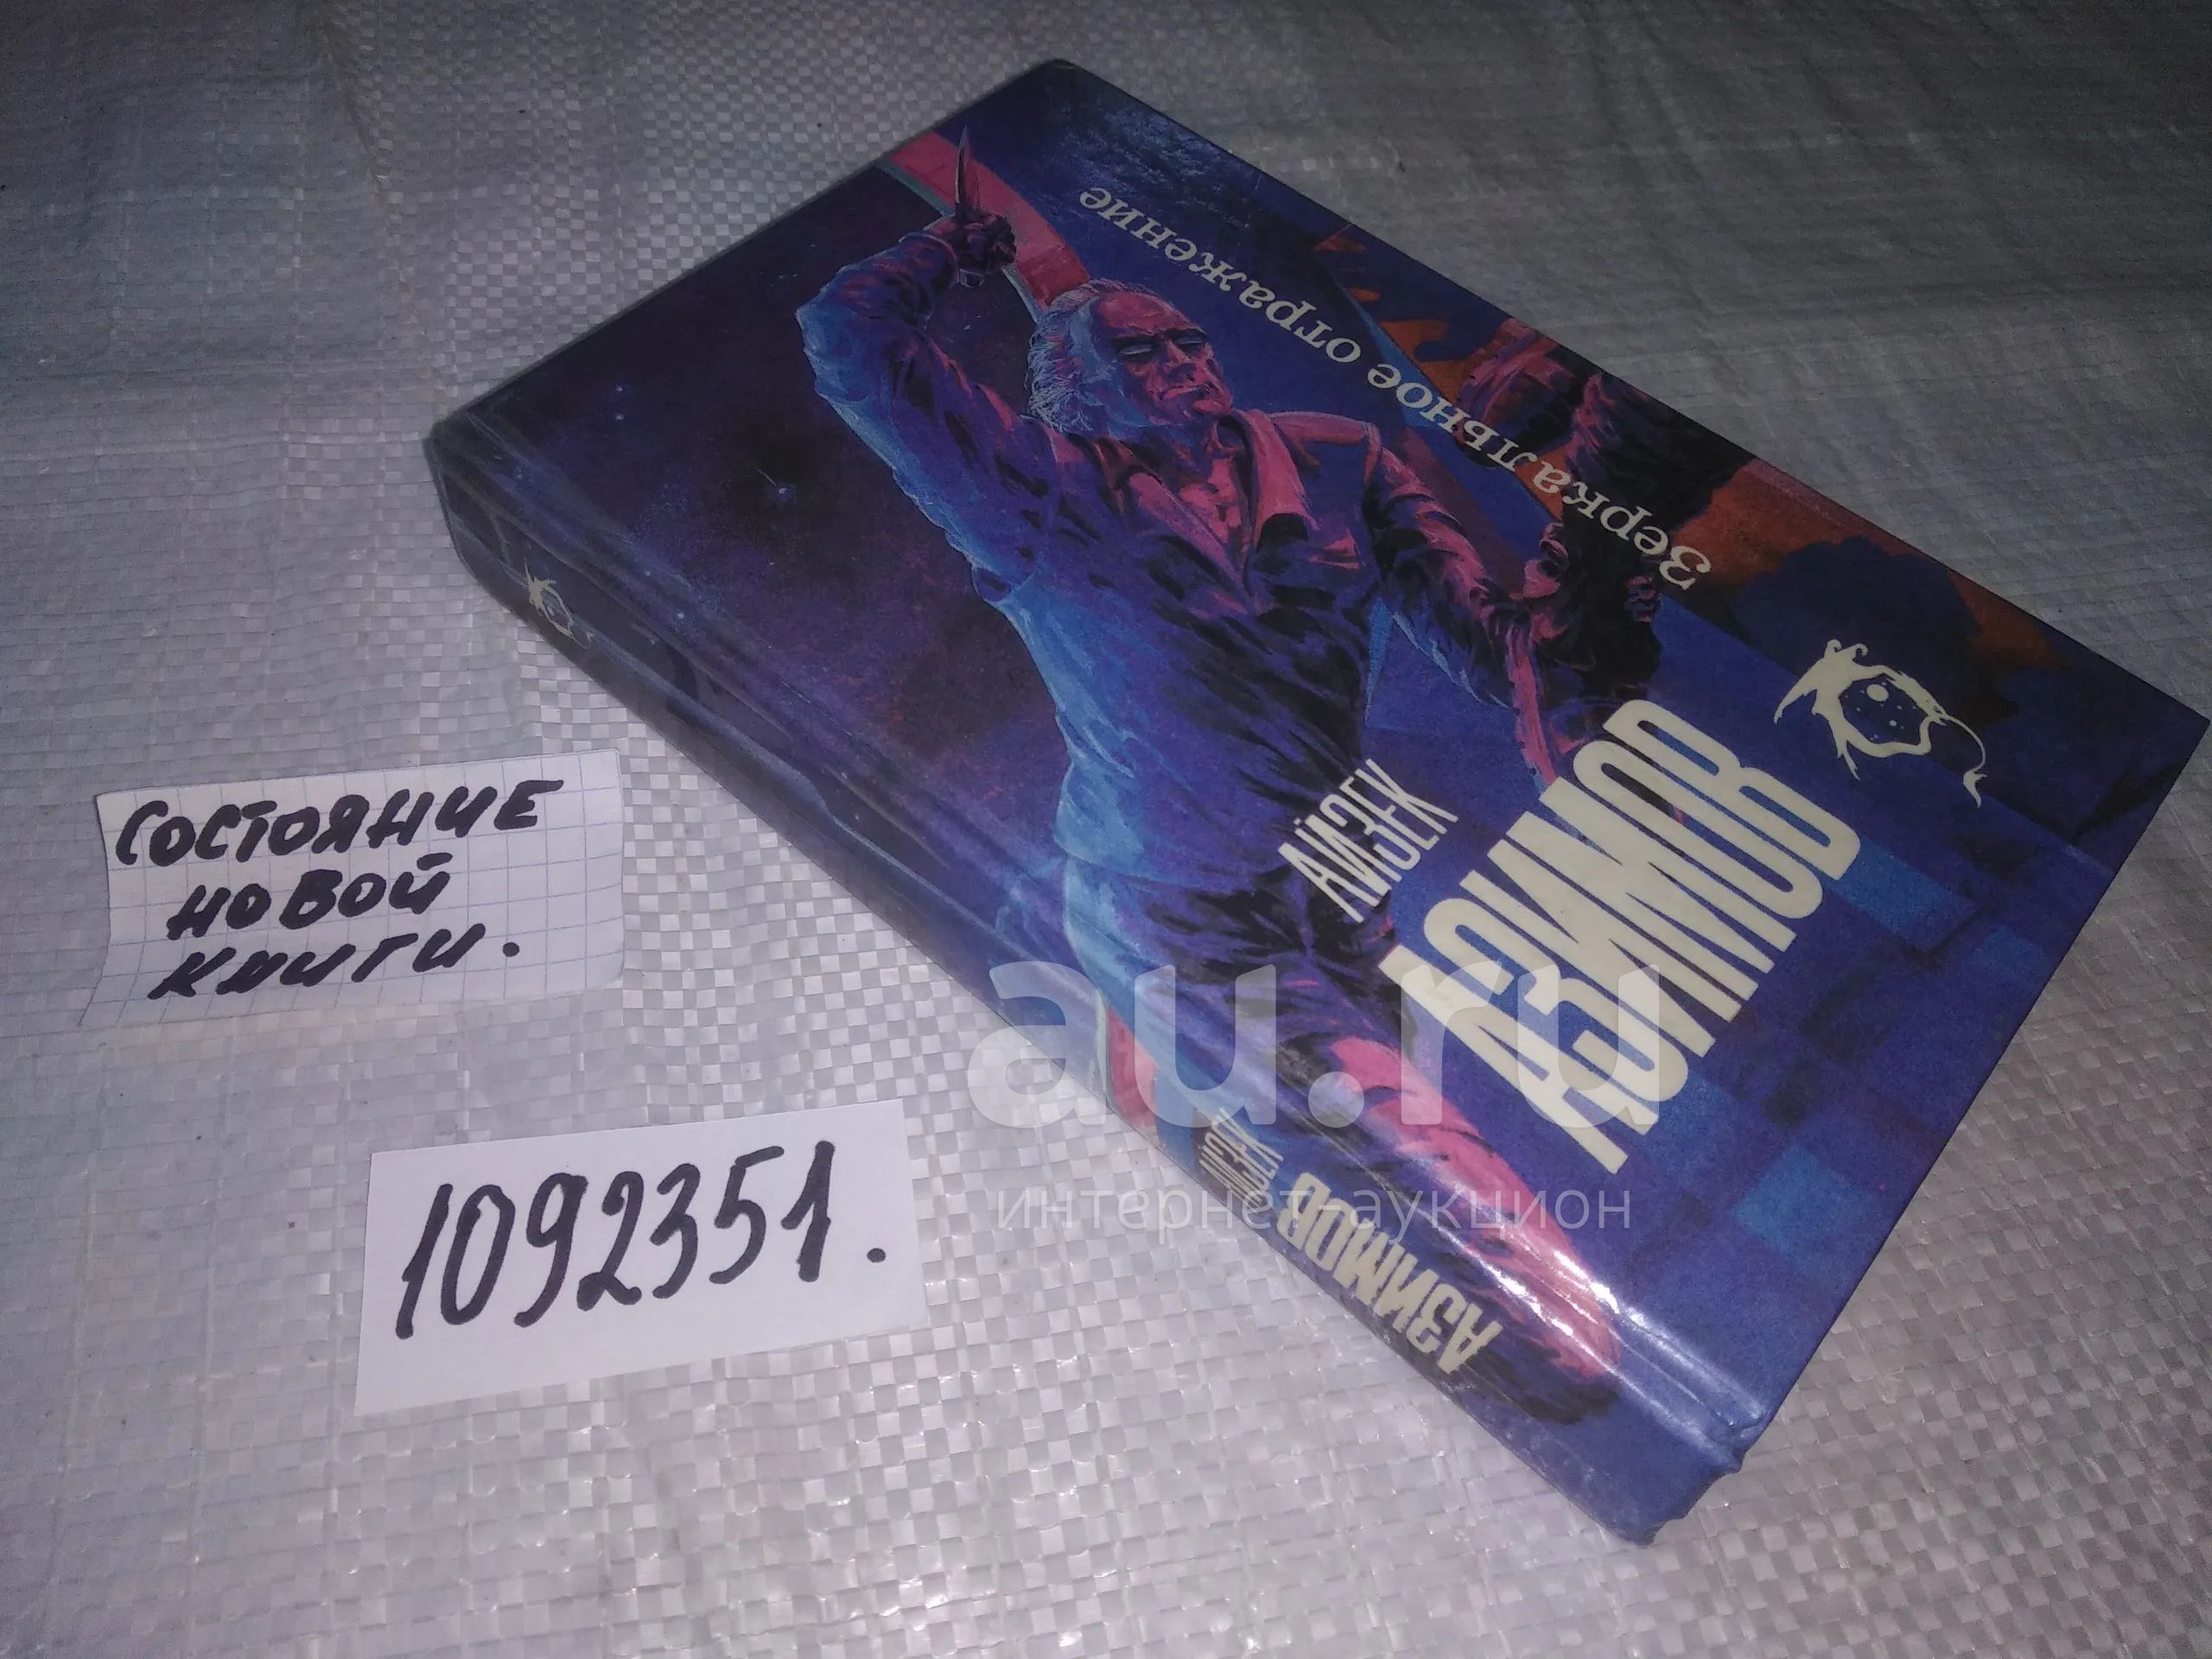 Зеркальное отражение
АЙЗЕК
АЗИМОВ
АЙЗЕК
АЗИМОВ
СОСТОЯНИЕ
НОВОЙ
КНИГИ.
1092351.
au.ru
интернет-аукцион